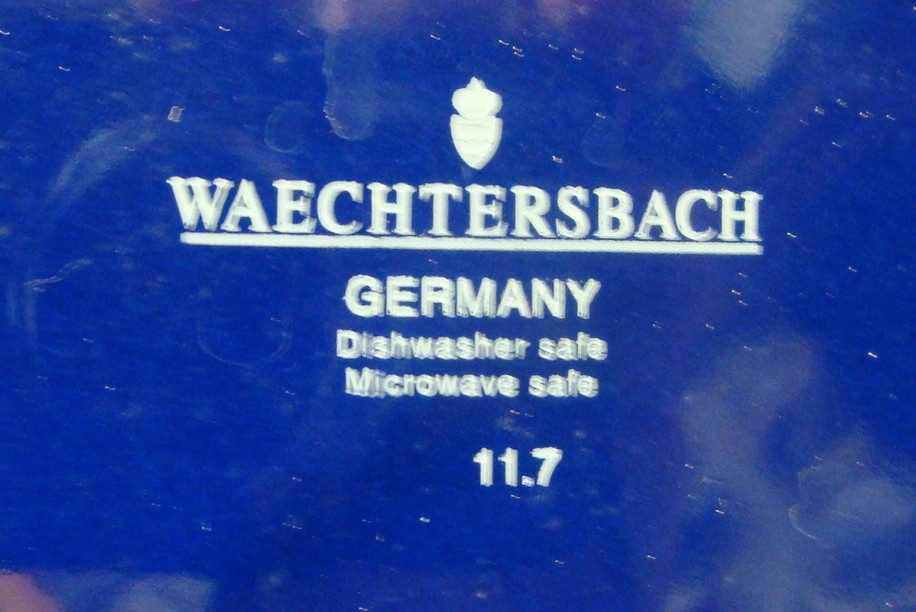 WAECHTERSBACH
GERMANY
Dishwasher safe
Microwave safe
11.7